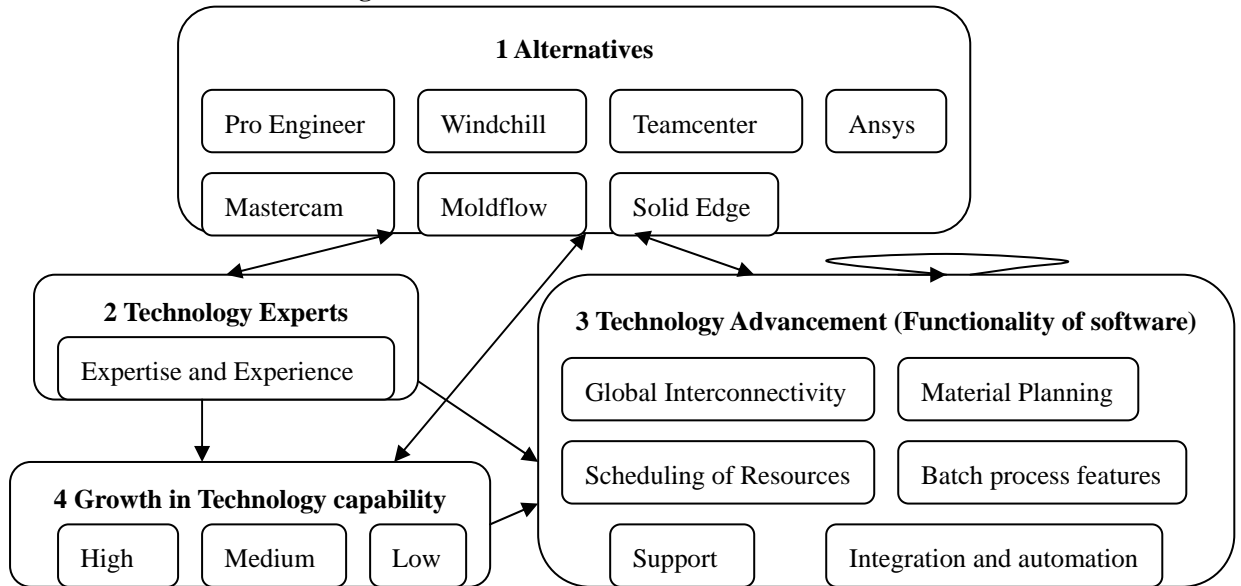 1 Alternatives
Pro Engineer
Windchill
Teamcenter
Ansys
Mastercam
Moldflow
Solid Edge
2 Technology Experts
Expertise and Experience
3 Technology Advancement (Functionality of software)
Global Interconnectivity
Material Planning
Scheduling of Resources
Batch process features
Support
Integration and automation
4 Growth in Technology capability
High
Medium
Low